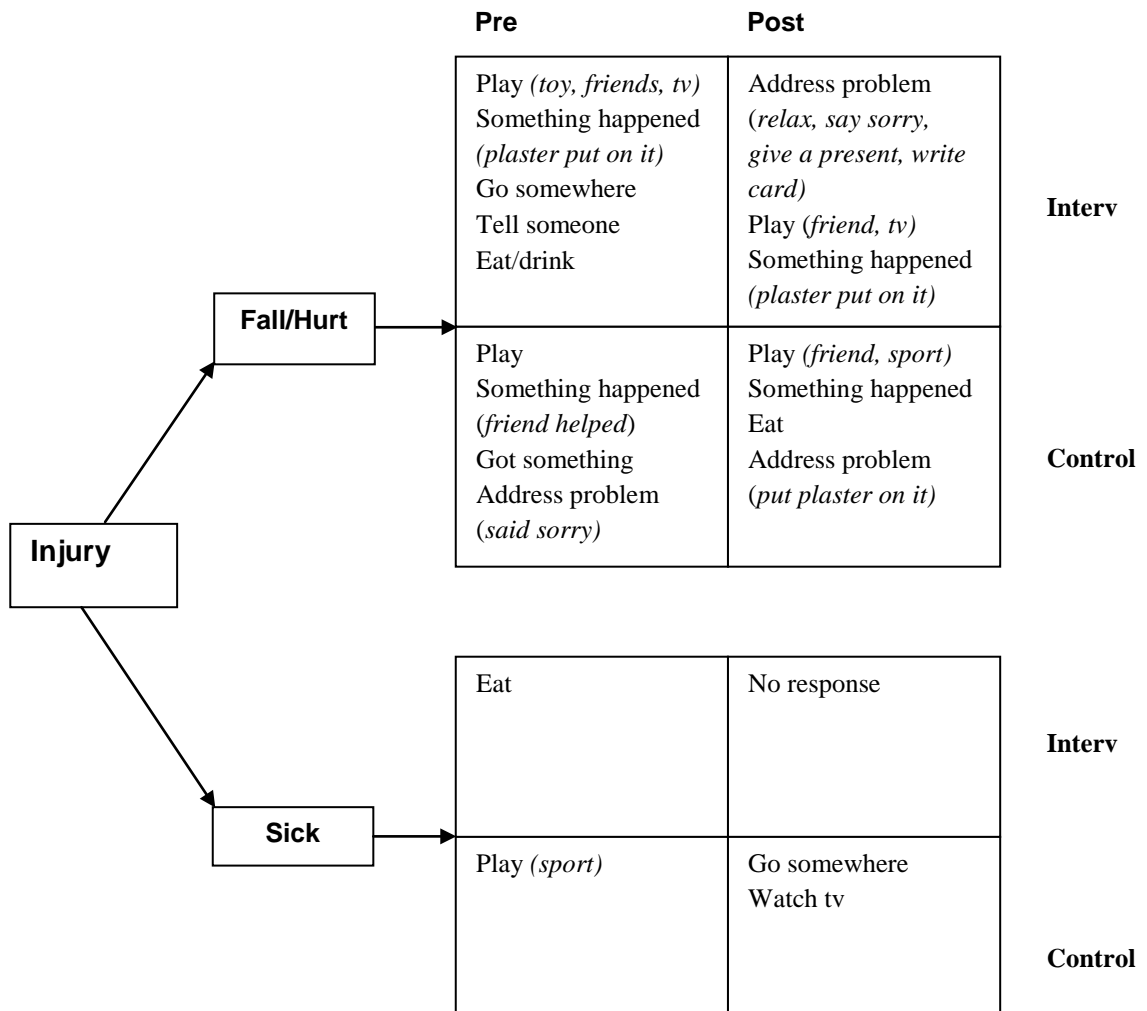 Pre
Post
Play (toy, friends, tv)
Something happened
(plaster put on it)
Go somewhere
Tell someone
Eat/drink
Address problem
(relax, say sorry,
give a present, write
card)
Play (friend, tv)
Something happened
(plaster put on it)
Interv
Fall/Hurt
Play
Something happened
(friend helped)
Got something
Address problem
(said sorry)
Play (friend, sport)
Something happened
Eat
Address problem
(put plaster on it)
Control
Injury
Eat
No response
Interv
Sick
Play (sport)
Go somewhere
Watch tv
Control